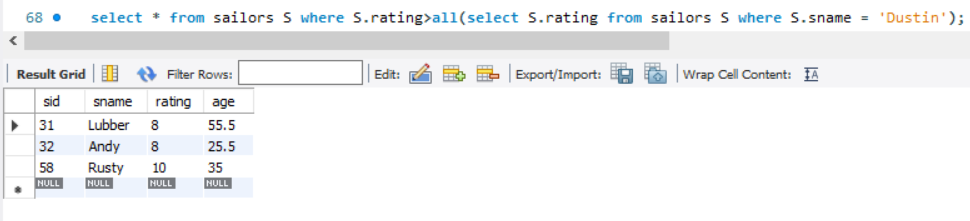 68 select * from sailors S where S.rating>all(select S.rating from sailors S where S.sname = 'Dustin');
Result Grid Filter Rows: Edit: Export/Import: Wrap Cell Content: IA
sid sname rating age
31 Lubber 8 55.5
32 Andy 8 25.5
58 Rusty 10 35
NULL NULL NULL NULL